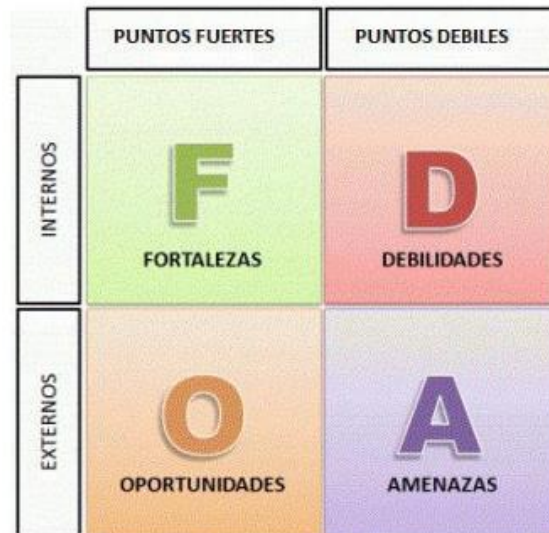 PUNTOS FUERTES
PUNTOS DEBILES
INTERNOS
F
FORTALEZAS
D
DEBILIDADES
EXTERNOS
O
OPORTUNIDADES
A
AMENAZAS